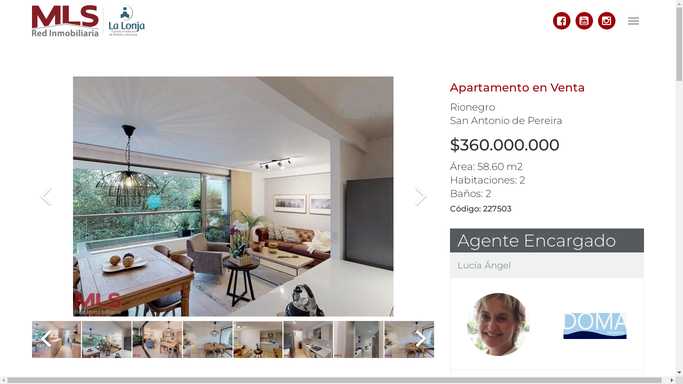 MLS
Red Inmobiliaria
La Lonja
Apartamento en Venta
Rionegro
San Antonio de Pereira
$360.000.000
Área: 58.60 m2
Habitaciones: 2
Baños: 2
Código: 227503
Agente Encargado
Lucía Ángel
DOMA
MLS